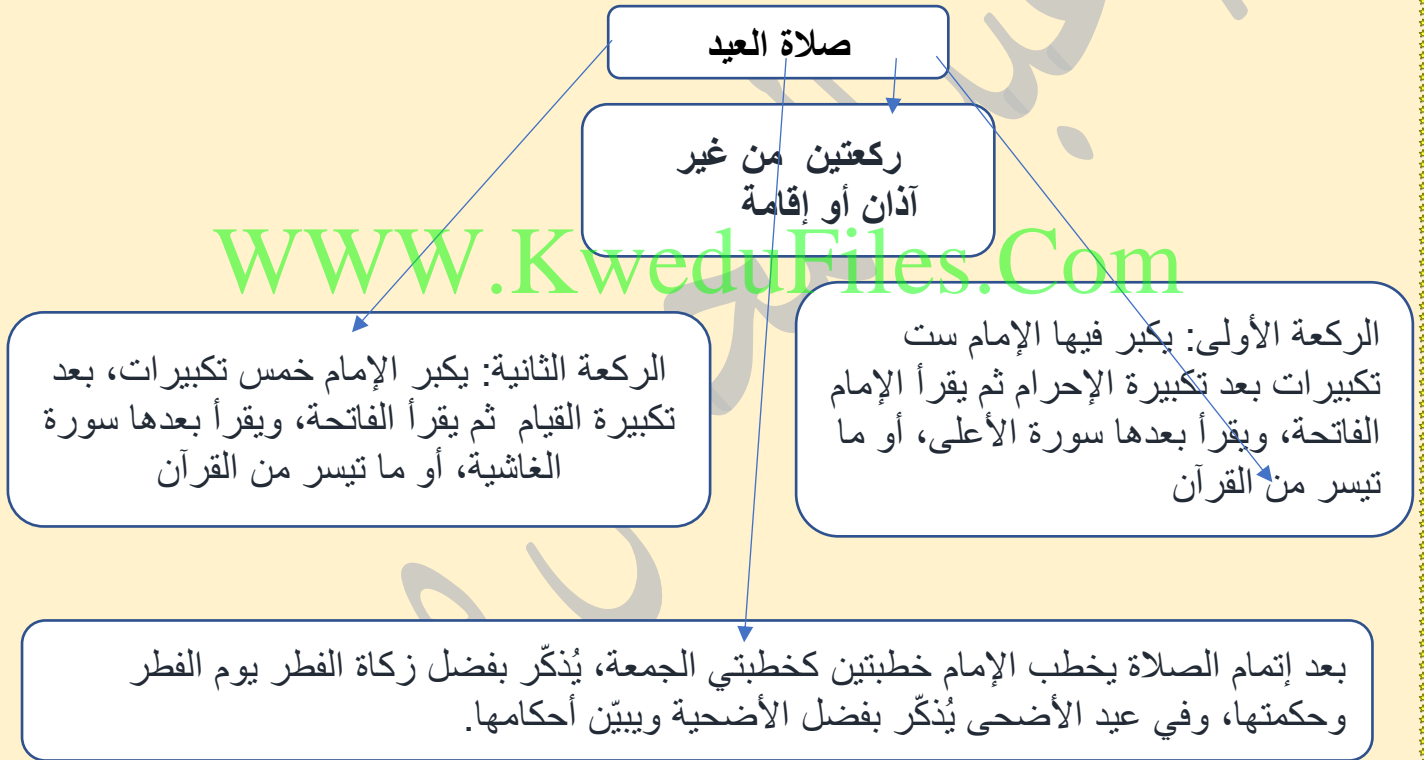 صلاة العيد
ركعتين من غير
آذان أو إقامة
WWW.KweduFiles.Com
الركعة الأولى: يكبر فيها الإمام ست
تكبيرات بعد تكبيرة الإحرام ثم يقرأ الإمام
الفاتحة، ويقرأ بعدها سورة الأعلى، أو ما
تيسر من القرآن
الركعة الثانية: يكبر الإمام خمس تكبيرات، بعد
تكبيرة القيام ثم يقرأ الفاتحة، ويقرأ بعدها سورة
الغاشية، أو ما تيسر من القرآن
بعد إتمام الصلاة يخطب الإمام خطبتين كخطبتي الجمعة، يُذكّر بفضل زكاة الفطر يوم الفطر
وحكمتها، وفي عيد الأضحى يُذكّر بفضل الأضحية ويبيّن أحكامها.